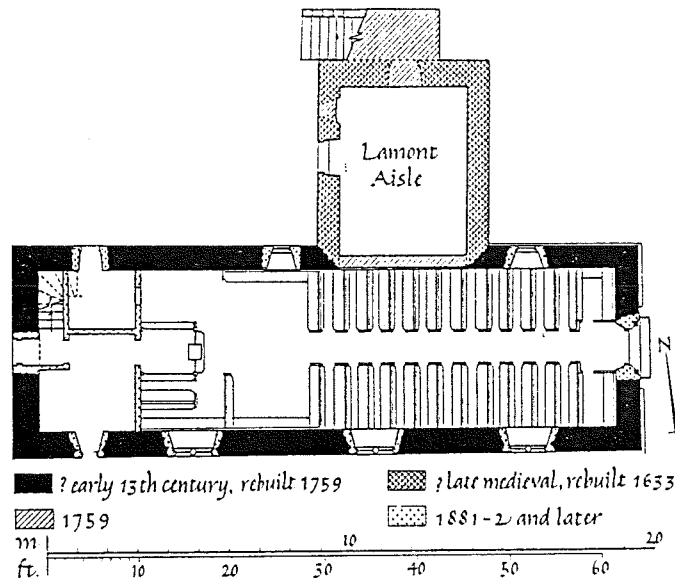 Lamont
Aisle
N
? early 13th century, rebuilt 1759
? late medieval, rebuilt 1633
1759
1881-2 and later
m 10 20
ft. 10 20 30 40 50 60